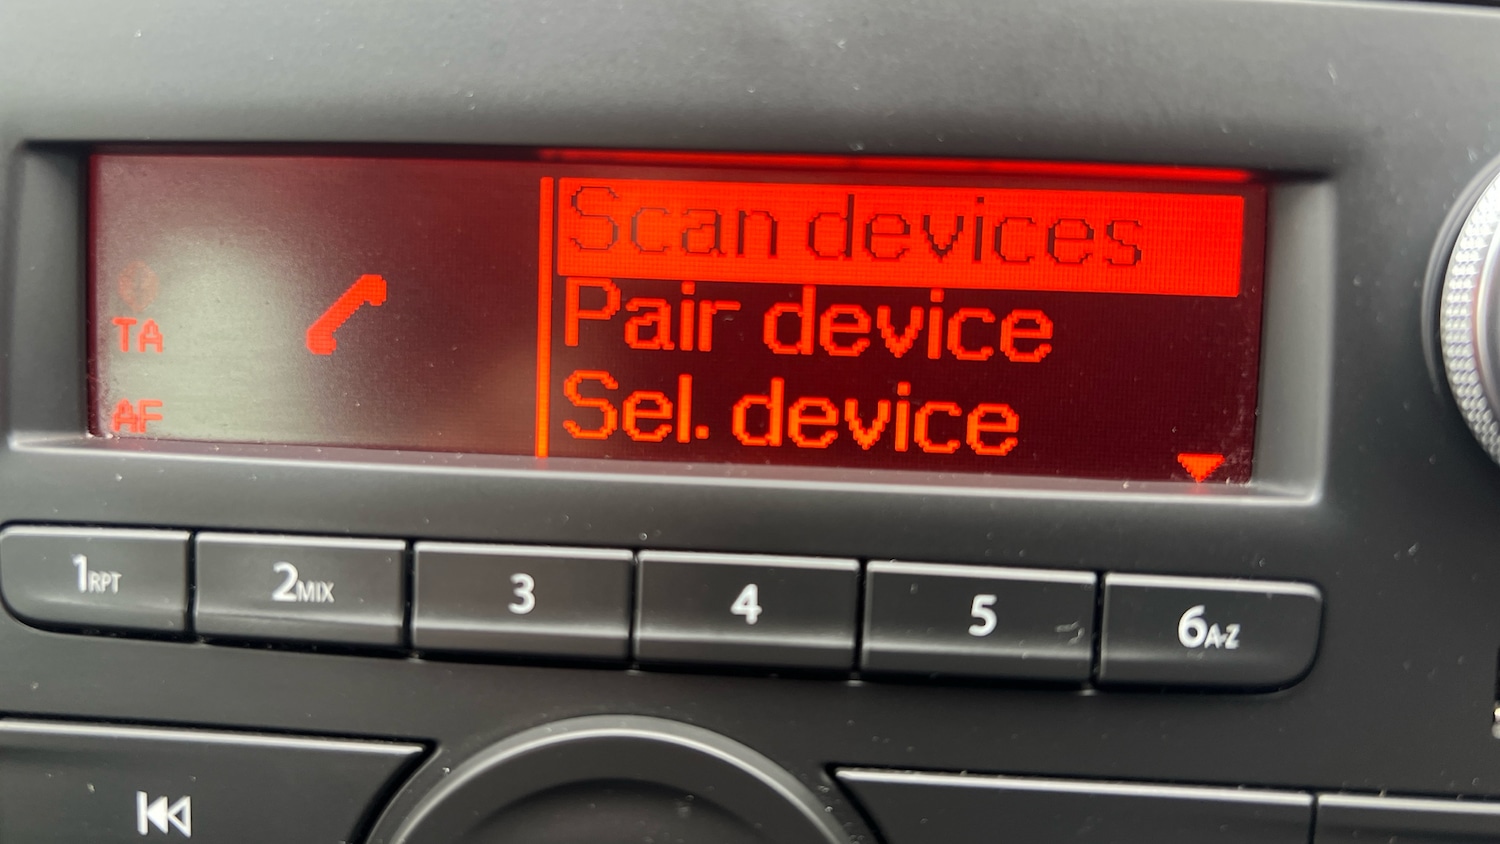 Scan devices
Pair device
Sel. device
TA
AF
1RPT
2MIX
3
4
5
6A-Z